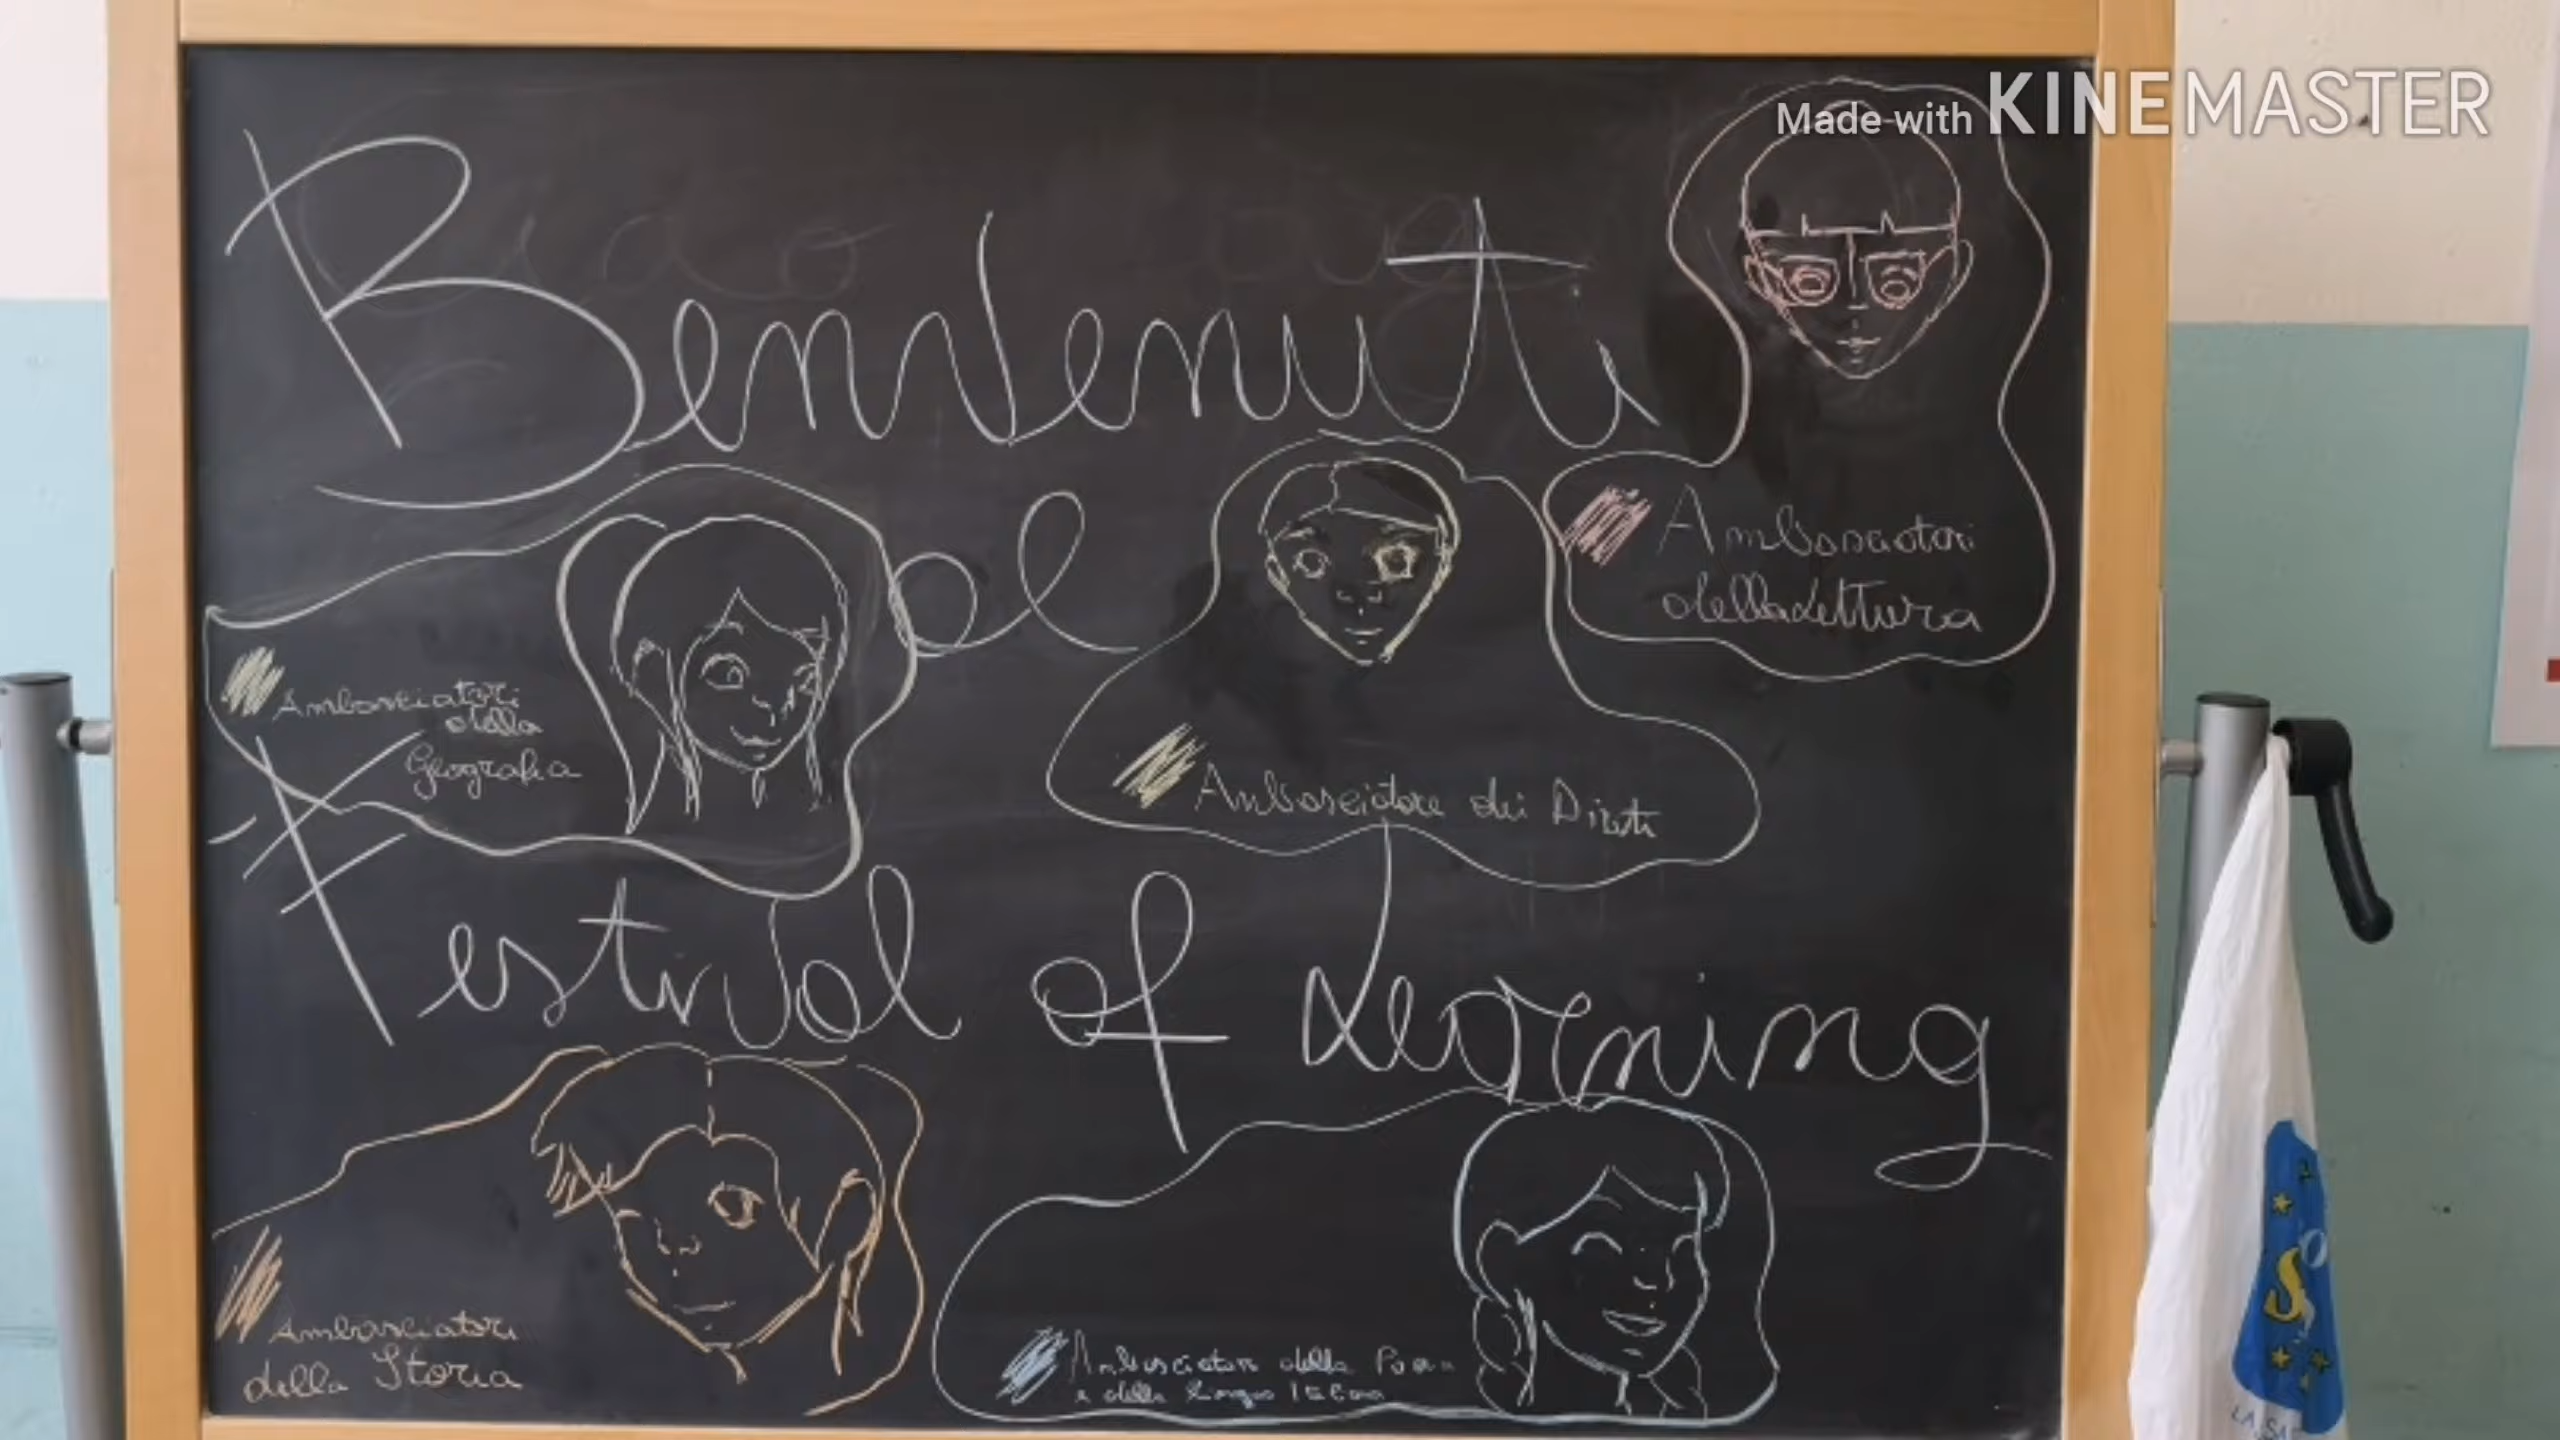 Made with KINEMASTER
Benvenuti
al
Ambasciatori
della Lettura
Ambasciatori
della
Geografia
Ambasciatore dei Diritti
Festival of Learning
Ambasciatori
della Storia
Ambasciatori della
e della Lingua Italiana